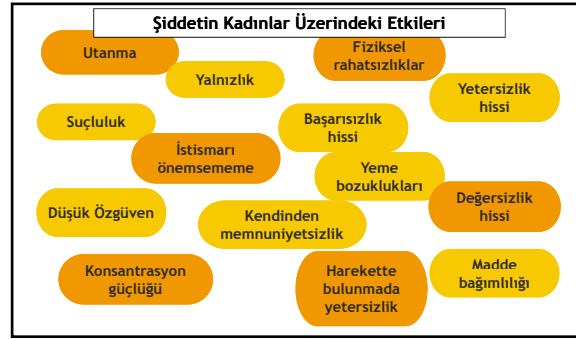 Şiddetin Kadınlar Üzerindeki Etkileri
Utanma
Fiziksel
rahatsızlıklar
Yalnızlık
Yetersizlik
hissi
Suçluluk
Başarısızlık
hissi
İstismarı
önemsememe
Yeme
bozuklukları
Düşük Özgüven
Değersizlik
hissi
Kendinden
memnuniyetsizlik
Konsantrasyon
güçlüğü
Harekette
bulunmada
yetersizlik
Madde
bağımlılığı